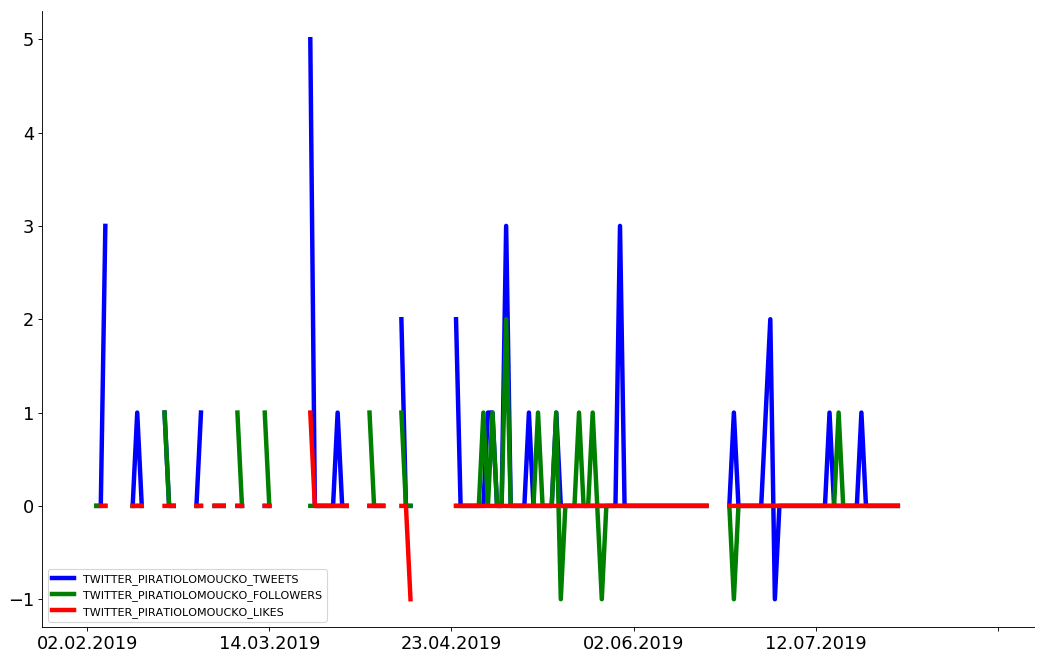 5
4
3
2
1
0
−1
TWITTER_PIRATIOLOMOUCKO_TWEETS
TWITTER_PIRATIOLOMOUCKO_FOLLOWERS
TWITTER_PIRATIOLOMOUCKO_LIKES
02.02.2019 14.03.2019 23.04.2019 02.06.2019 12.07.2019